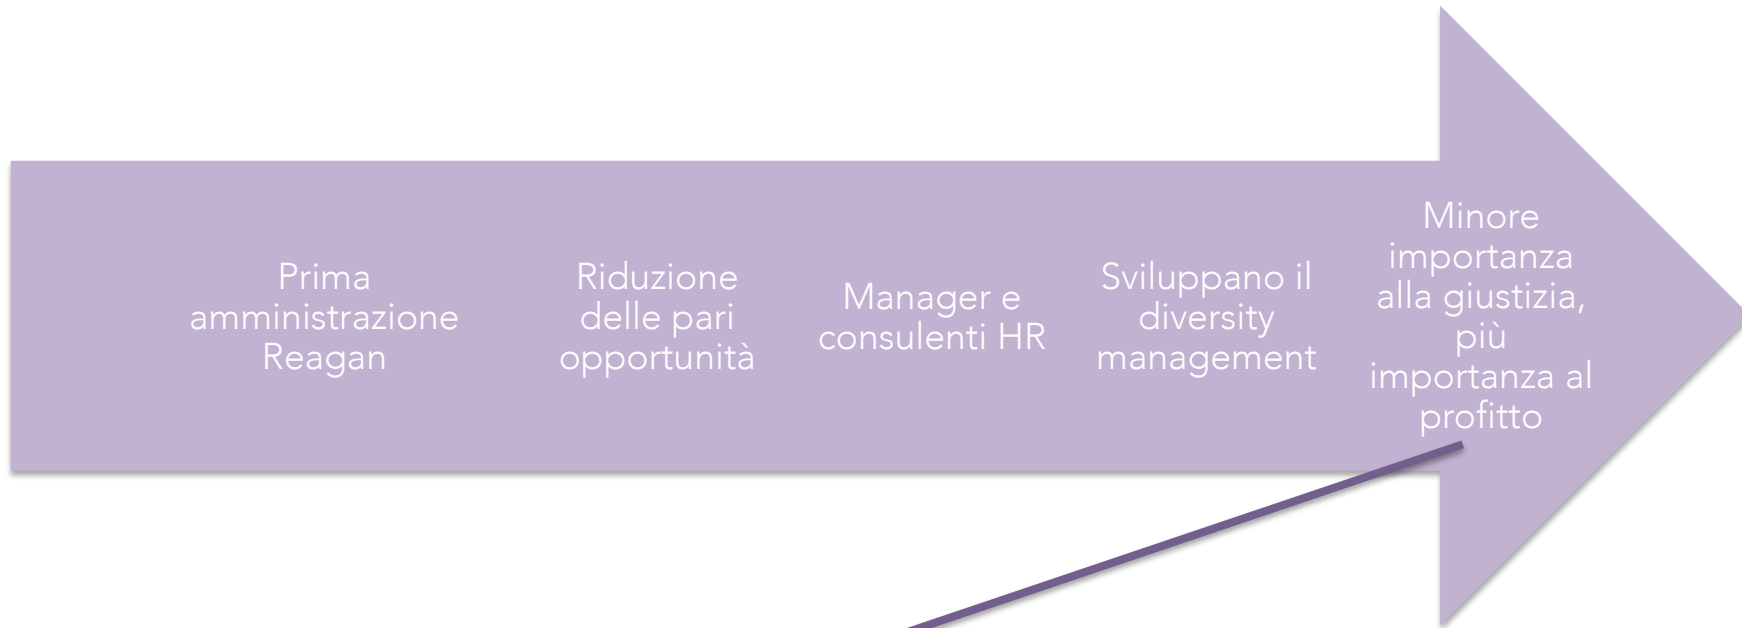 Prima
amministrazione
Reagan
Riduzione
delle pari
opportunità
Manager e
consulenti HR
Sviluppano il
diversity
management
Minore
importanza
alla giustizia,
più
importanza al
profitto